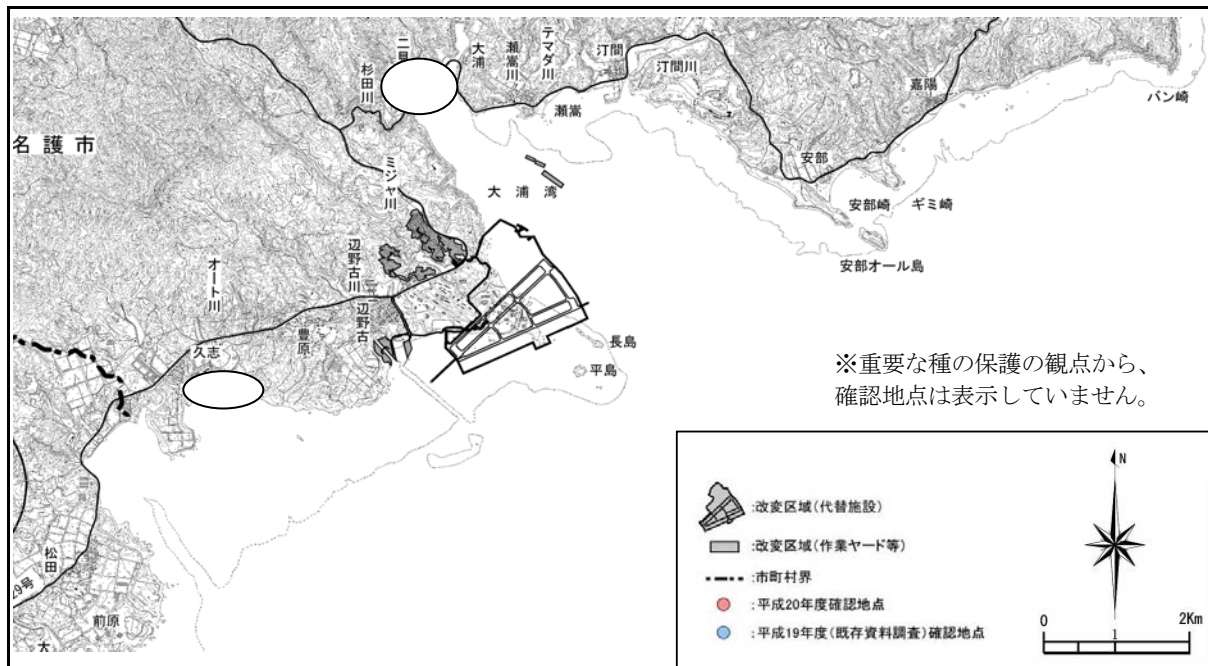 二見
杉田川
大浦
瀬嵩川
テマダ川
汀間
汀間川
嘉陽
バン崎
瀬嵩
名護市
ミジャ川
大浦湾
安部
安部崎
ギミ崎
安部オール島
オート川
辺野古川
辺野古
久志
豊原
長島
平島
※重要な種の保護の観点から、
確認地点は表示していません。
松田
29号
前原
大
:改変区域(代替施設)
:改変区域(作業ヤード等)
:市町村界
:平成20年度確認地点
:平成19年度(既存資料調査)確認地点
N
0 1 2Km